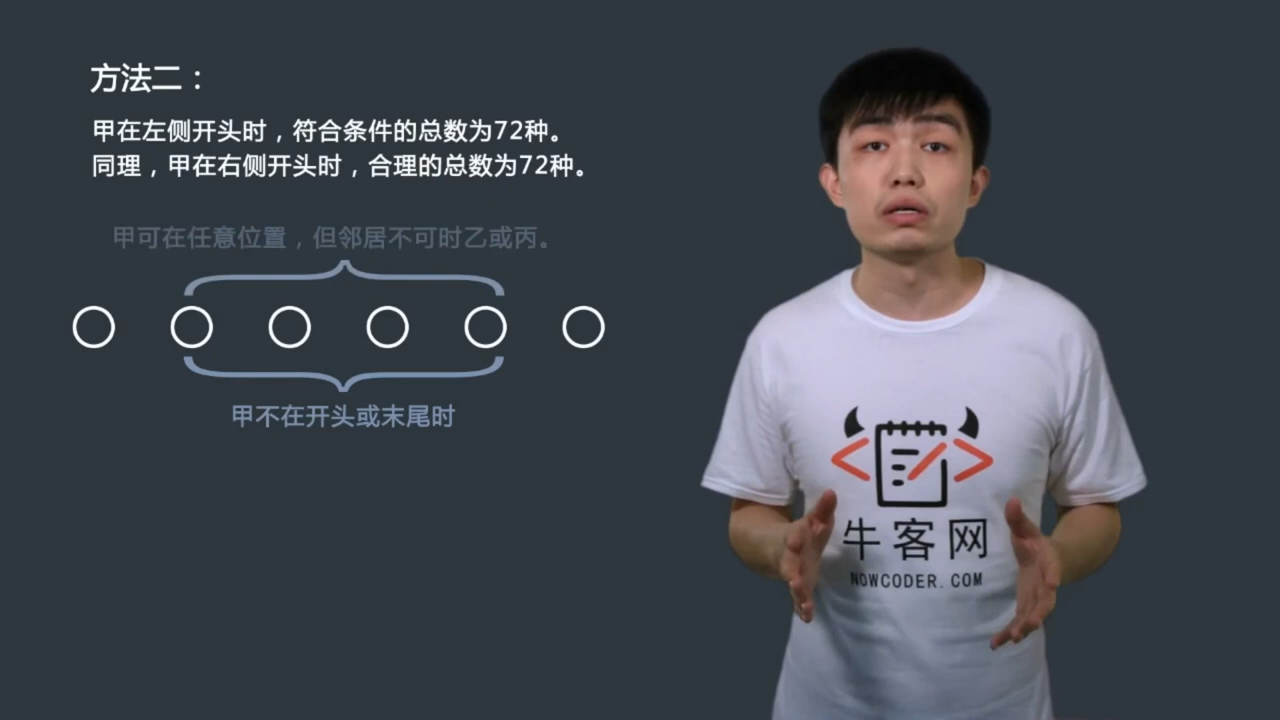 方法二：
甲在左侧开头时，符合条件的总数为72种。
同理，甲在右侧开头时，合理的总数为72种。
甲可在任意位置，但邻居不可时乙或丙。
甲不在开头或末尾时
牛客网
NOWCODER.COM